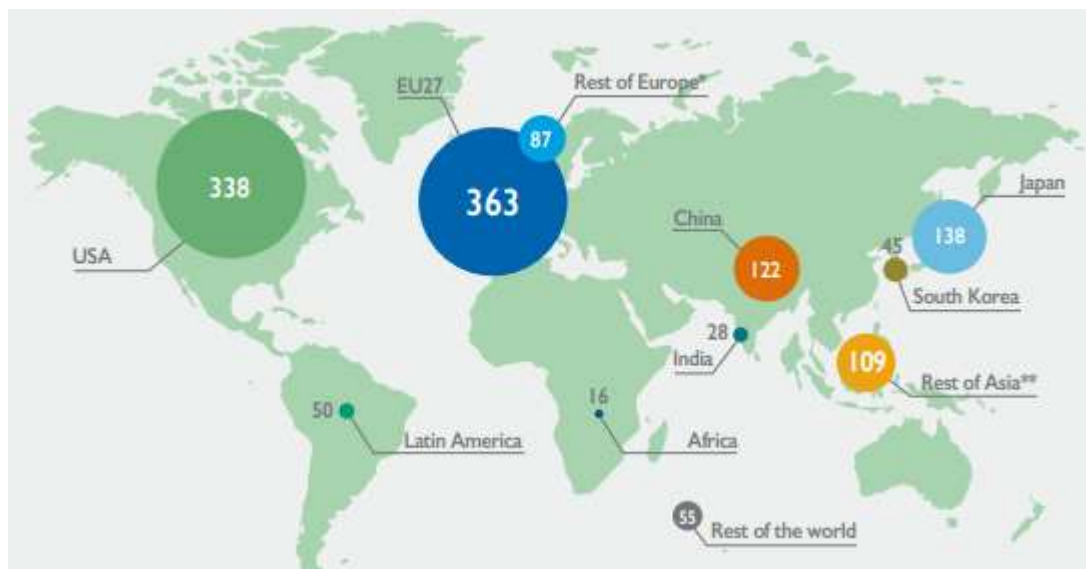 EU27
Rest of Europe*
87
338
363
USA
Japan
138
China
122
45
South Korea
28
India
109
Rest of Asia**
50
Latin America
16
Africa
55
Rest of the world